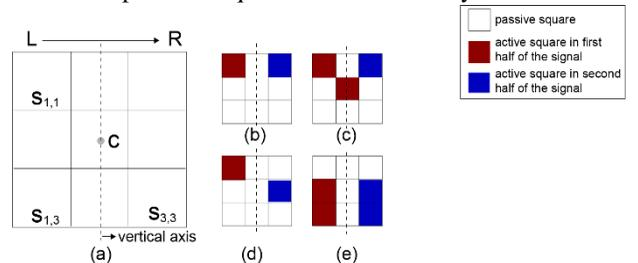 L R
passive square
active square in first
half of the signal
active square in second
half of the signal
S1,1
C
S1,3 S3,3
vertical axis
(a)
(b) (c)
(d) (e)